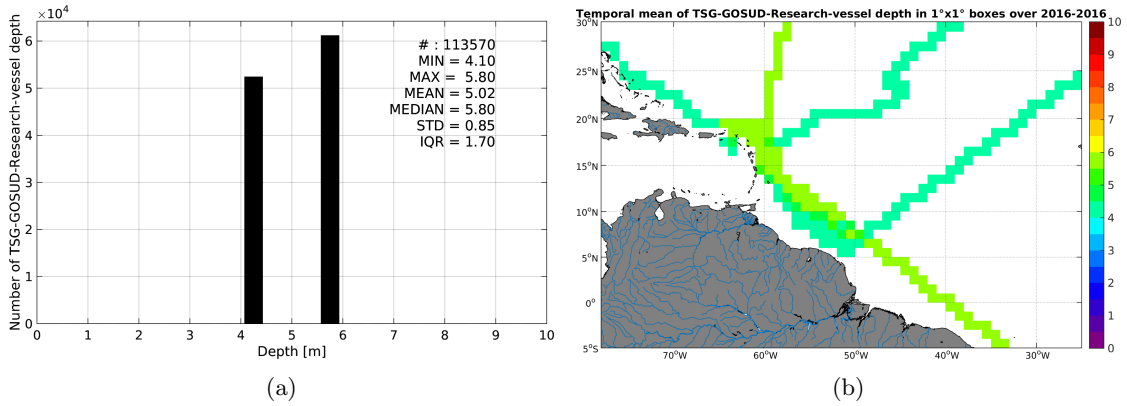 ×10⁴
Number of TSG-GOSUD-Research-vessel depth
6
5
4
3
2
1
0
# : 113570
MIN = 4.10
MAX = 5.80
MEAN = 5.02
MEDIAN = 5.80
STD = 0.85
IQR = 1.70
0 1 2 3 4 5 6 7 8 9 10
Depth [m]
(a)
Temporal mean of TSG-GOSUD-Research-vessel depth in 1°x1° boxes over 2016-2016
30°N
25°N
20°N
15°N
10°N
5°N
0°
5°S
70°W 60°W 50°W 40°W 30°W
10
9
8
7
6
5
4
3
2
1
0
(b)